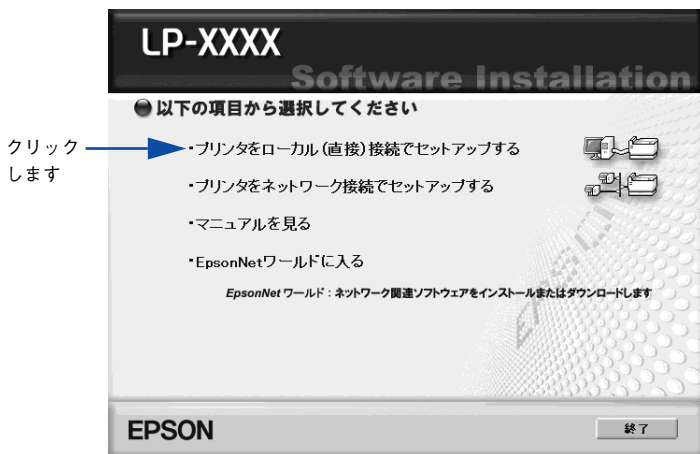 LP-XXXX
Software Installation
以下の項目から選択してください
クリック
します
・プリンタをローカル（直接）接続でセットアップする
・プリンタをネットワーク接続でセットアップする
・マニュアルを見る
・EpsonNetワールドに入る
EpsonNet ワールド：ネットワーク関連ソフトウェアをインストールまたはダウンロードします
EPSON
EPSON
終了